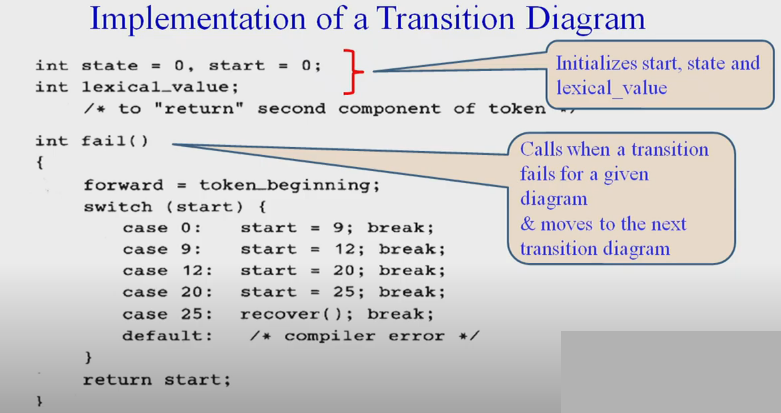 Implementation of a Transition Diagram
int state = 0, start = 0;
int lexical_value;
/* to "return" second component of token */
Initializes start, state and
lexical_value
int fail()
{
forward = token_beginning;
switch (start) {
case 0: start = 9; break;
case 9: start = 12; break;
case 12: start = 20; break;
case 20: start = 25; break;
case 25: recover(); break;
default: /* compiler error */
}
return start;
}
Calls when a transition
fails for a given
diagram
& moves to the next
transition diagram